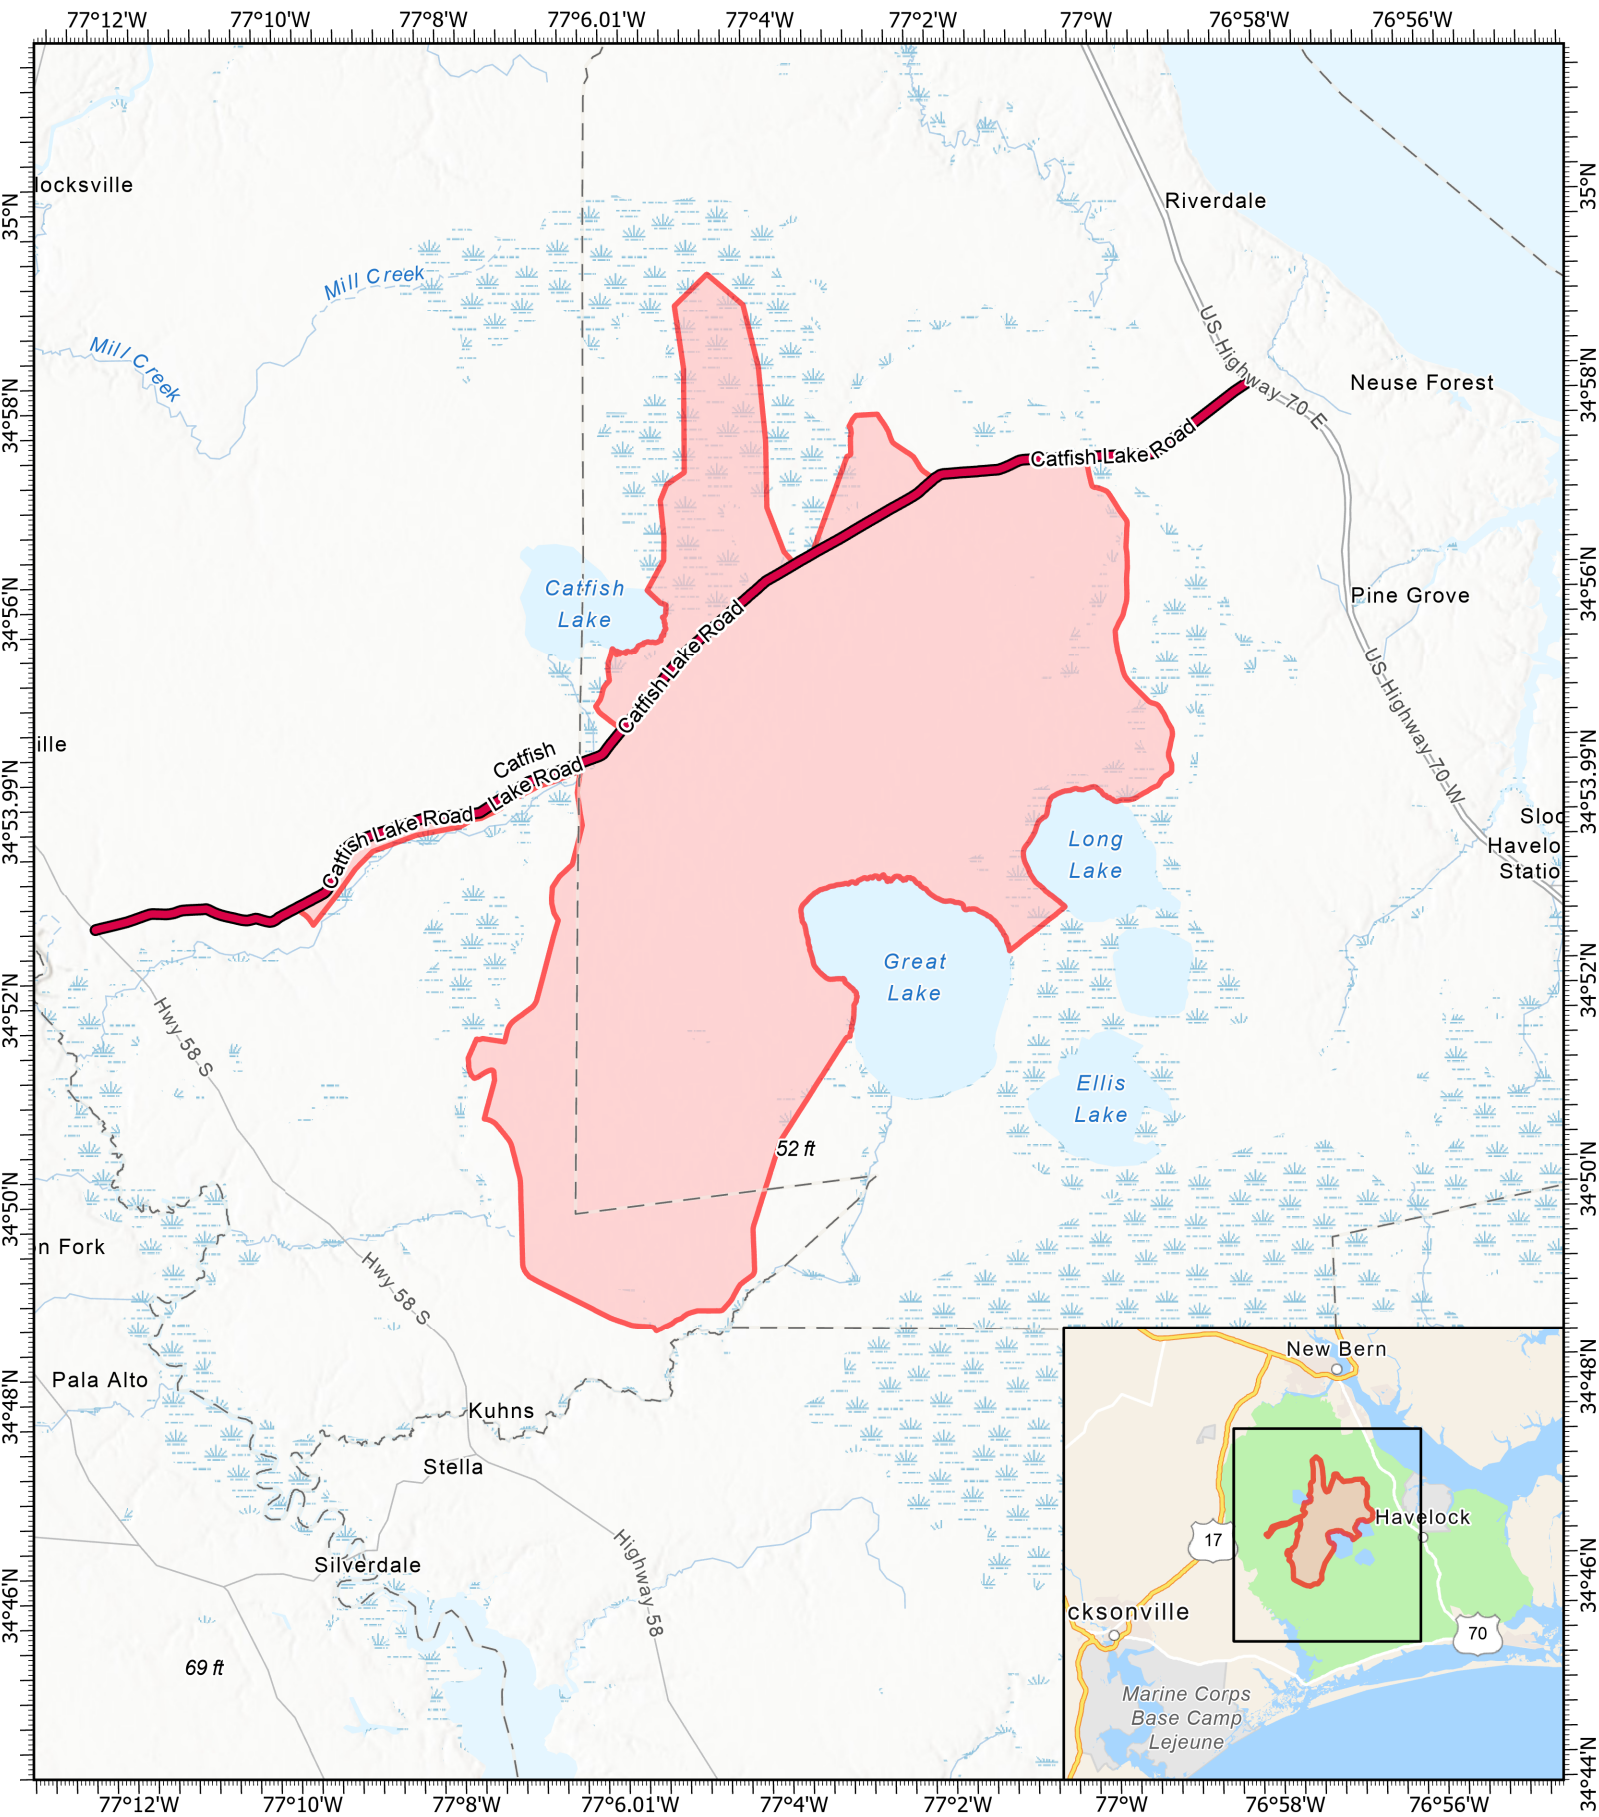 77°12'W 77°10'W 77°8'W 77°6.01'W 77°4'W 77°2'W 77°W 76°58'W 76°56'W
35°N
34°58'N
34°56'N
34°53.99'N
34°52'N
34°50'N
34°48'N
34°46'N
35°N
34°58'N
34°56'N
34°53.99'N
34°52'N
34°50'N
34°48'N
34°46'N
34°44'N
locksville
Riverdale
Mill Creek
Mill Creek
US Highway 70 E
Neuse Forest
Catfish Lake Road
Catfish
Lake
Pine Grove
Catfish Lake Road
US Highway 70 W
ille
Catfish
Lake Road
Catfish Lake Road
Long
Lake
Sloc
Havelo
Statio
Great
Lake
Hwy 58 S
Ellis
Lake
52 ft
n Fork
Hwy 58 S
Pala Alto
Kuhns
Stella
Silverdale
Highway 58
69 ft
New Bern
Havelock
17
cksonville
70
Marine Corps
Base Camp
Lejeune
77°12'W 77°10'W 77°8'W 77°6.01'W 77°4'W 77°2'W 77°W 76°58'W 76°56'W